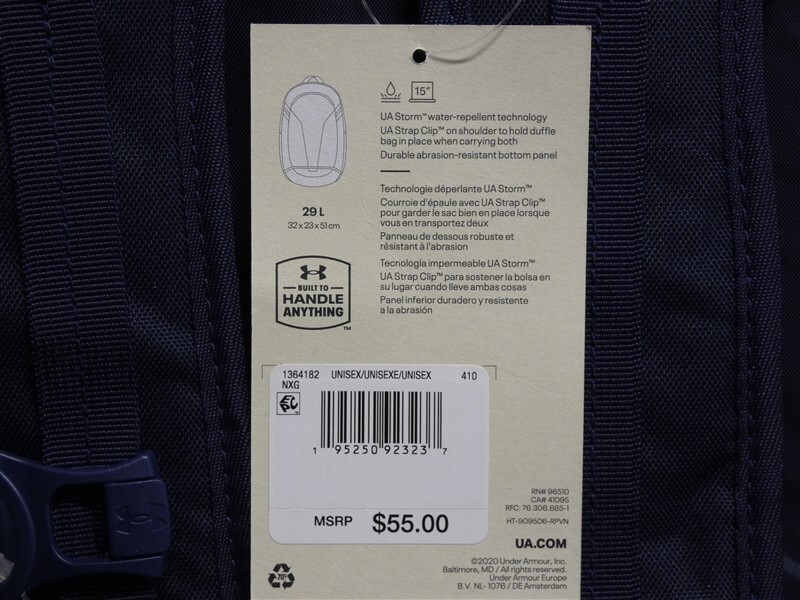 15"
UA Storm™ water-repellent technology
UA Strap Clip™ on shoulder to hold duffle
bag in place when carrying both
Durable abrasion-resistant bottom panel
Technologie déperlante UA Storm™
Courroie d'épaule avec UA Strap Clip™
pour garder le sac bien en place lorsque
vous en transportez deux
Panneau de dessous robuste et
résistant à l'abrasion
Tecnología impermeable UA Storm™
UA Strap Clip™ para sostener la bolsa en
su lugar cuando lleve ambas cosas
Panel inferior duradero y resistente
a la abrasión
29 L
32 x 23 x 51 cm
BUILT TO
HANDLE
ANYTHING
™
1364182 UNISEX/UNISEXE/UNISEX 410
NXG
1 95250 92323 7
MSRP $55.00
RN# 96510
CA# 41095
RFC: 76.306.685-1
HT-909506-RPVN
UA.COM
©2020 Under Armour, Inc.
Baltimore, MD / All rights reserved.
Under Armour Europe
B.V. NL- 1076 / DE Amsterdam
70%